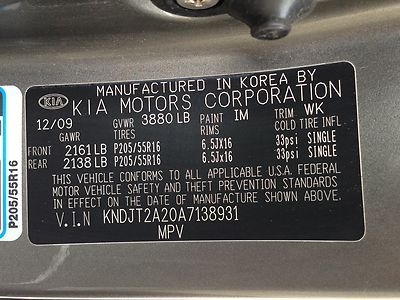 MANUFACTURED IN KOREA BY
KIA KIA MOTORS CORPORATION
12/09 GVWR 3880 LB PAINT IM TRIM WK
GAWR TIRES RIMS COLD TIRE INFL
FRONT 2161 LB P205/55R16 6.5JX16 33psi SINGLE
REAR 2138 LB P205/55R16 6.5JX16 33psi SINGLE
THIS VEHICLE CONFORMS TO ALL APPLICABLE U.S.A. FEDERAL
MOTOR VEHICLE SAFETY AND THEFT PREVENTION STANDARDS
IN EFFECT ON THE DATE OF MANUFACTURE SHOWN ABOVE.
V.I.N KNDJT2A20A7138931
MPV
P205/55R16